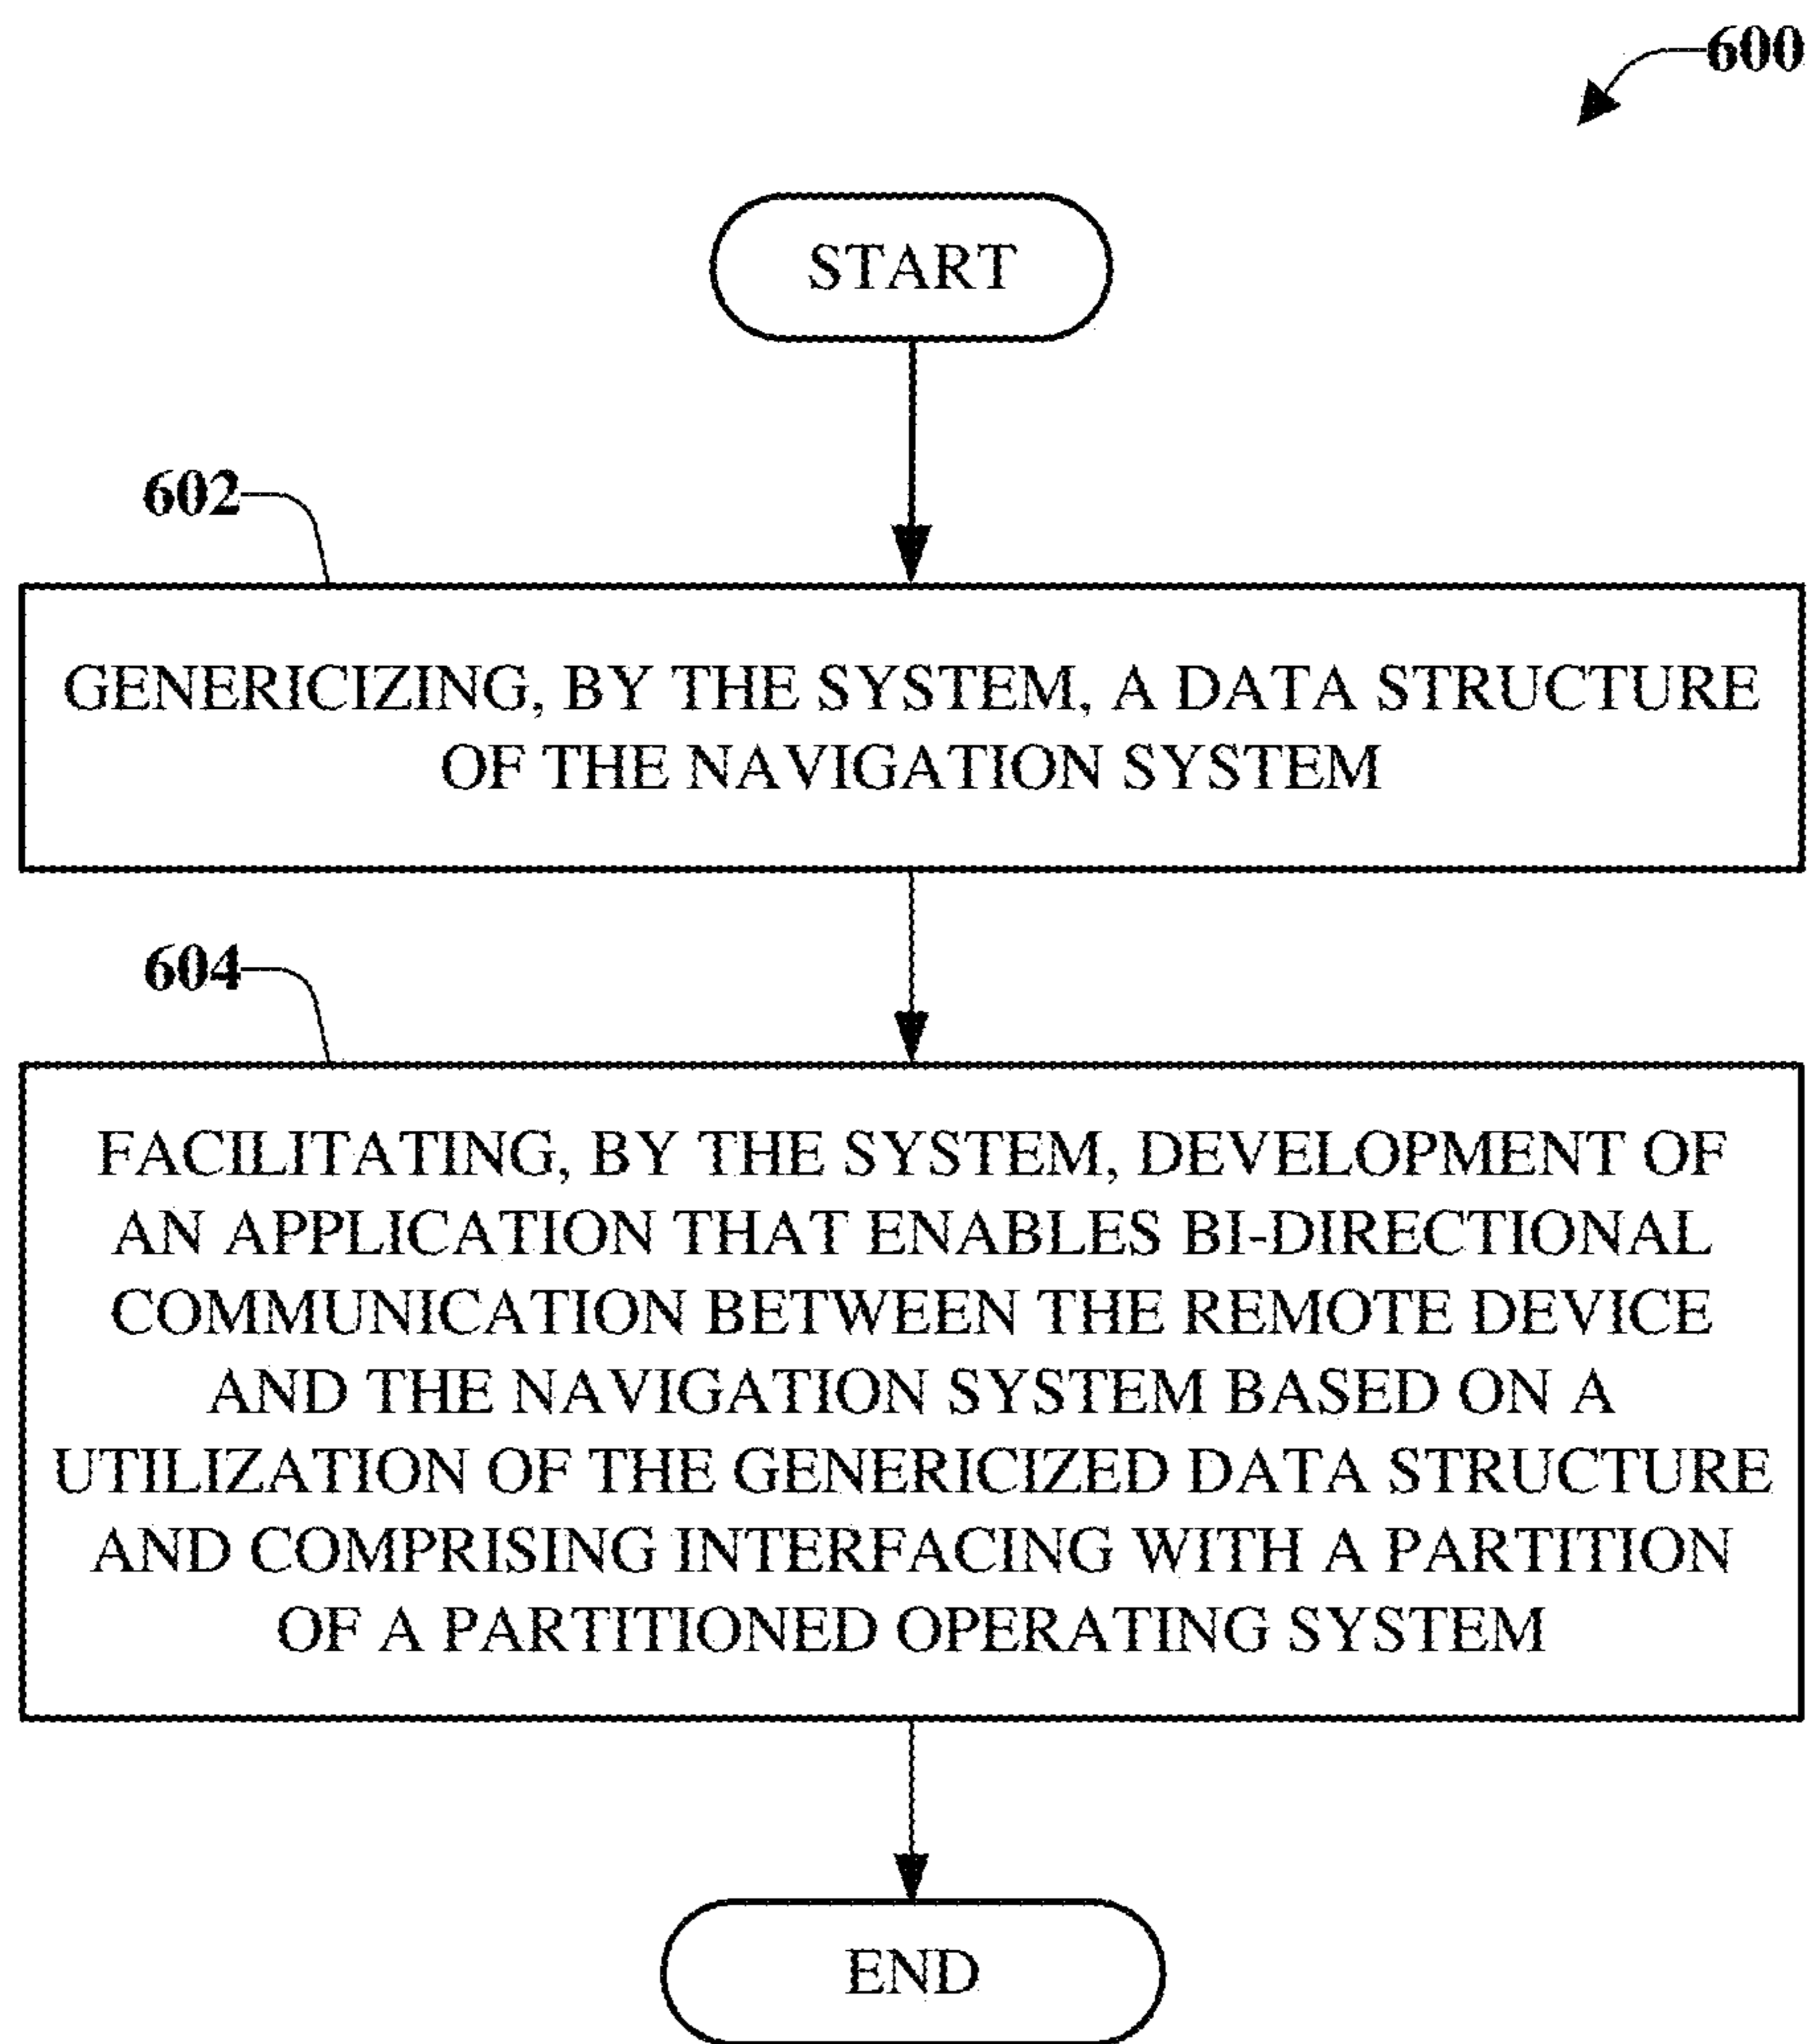 600
START
602
GENERICIZING, BY THE SYSTEM, A DATA STRUCTURE
OF THE NAVIGATION SYSTEM
604
FACILITATING, BY THE SYSTEM, DEVELOPMENT OF
AN APPLICATION THAT ENABLES BI-DIRECTIONAL
COMMUNICATION BETWEEN THE REMOTE DEVICE
AND THE NAVIGATION SYSTEM BASED ON A
UTILIZATION OF THE GENERICIZED DATA STRUCTURE
AND COMPRISING INTERFACING WITH A PARTITION
OF A PARTITIONED OPERATING SYSTEM
END